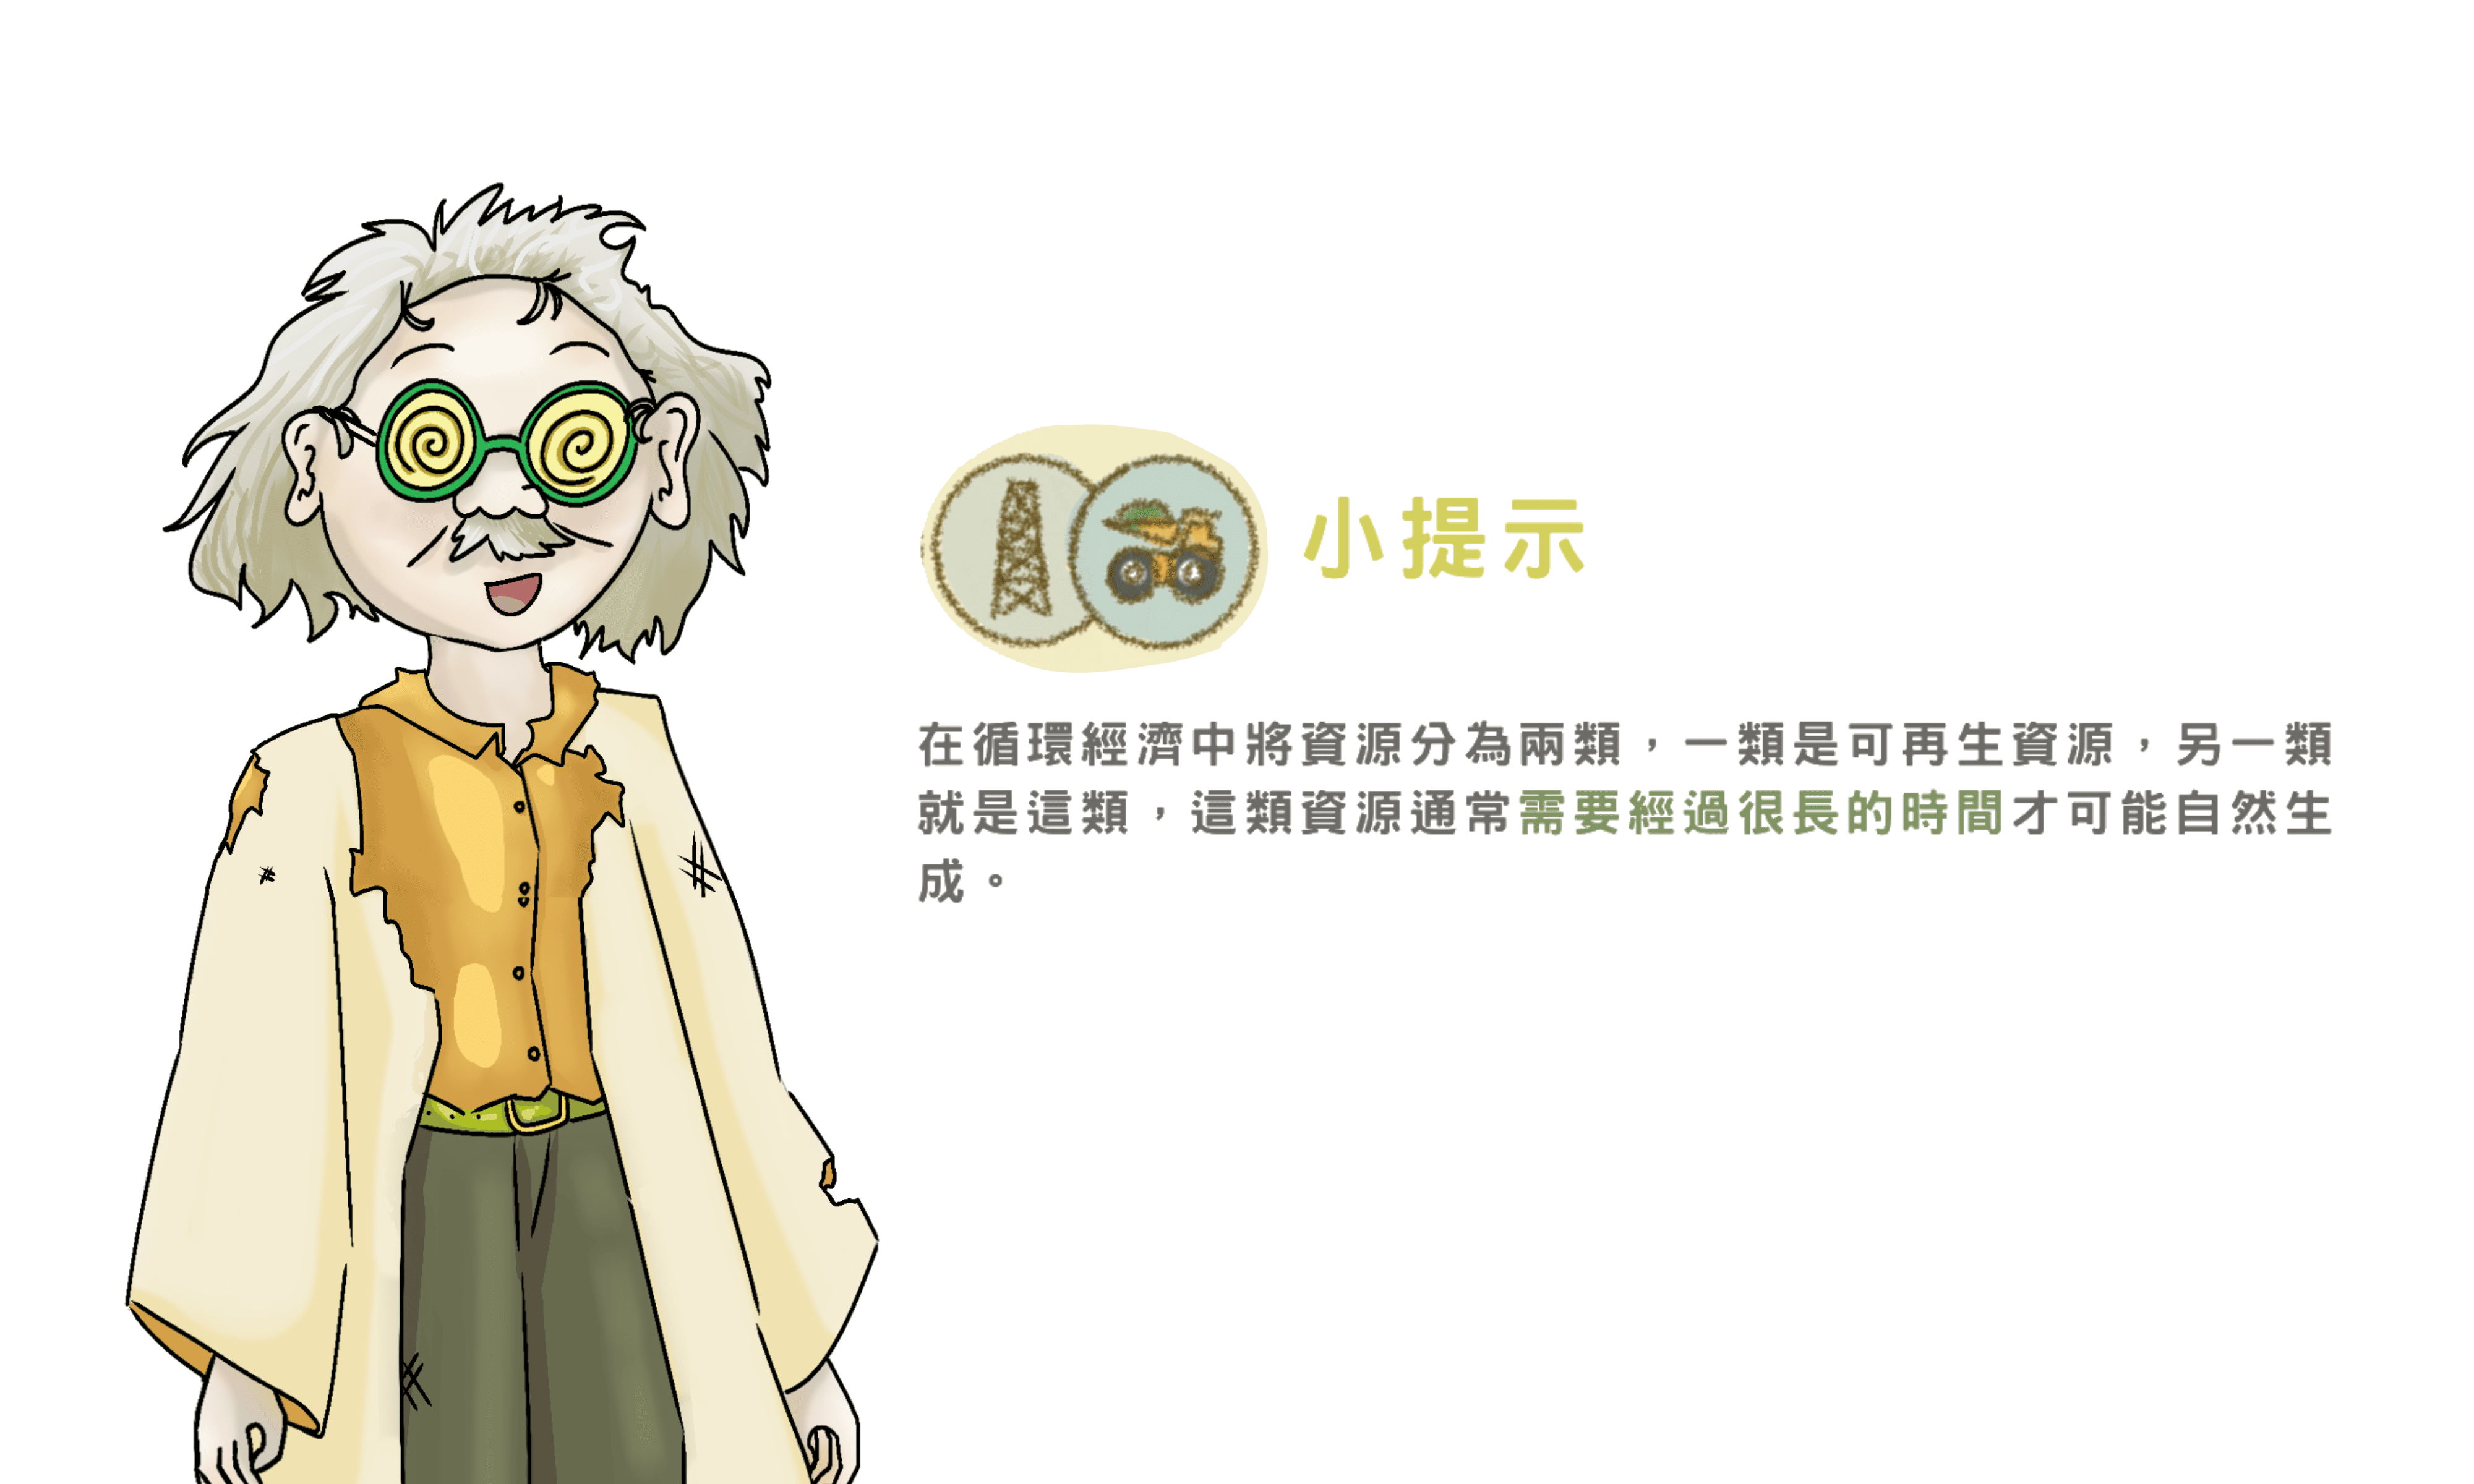 小提示
在循環經濟中將資源分為兩類，一類是可再生資源，另一類
就是這類，這類資源通常需要經過很長的時間才可能自然生
成。